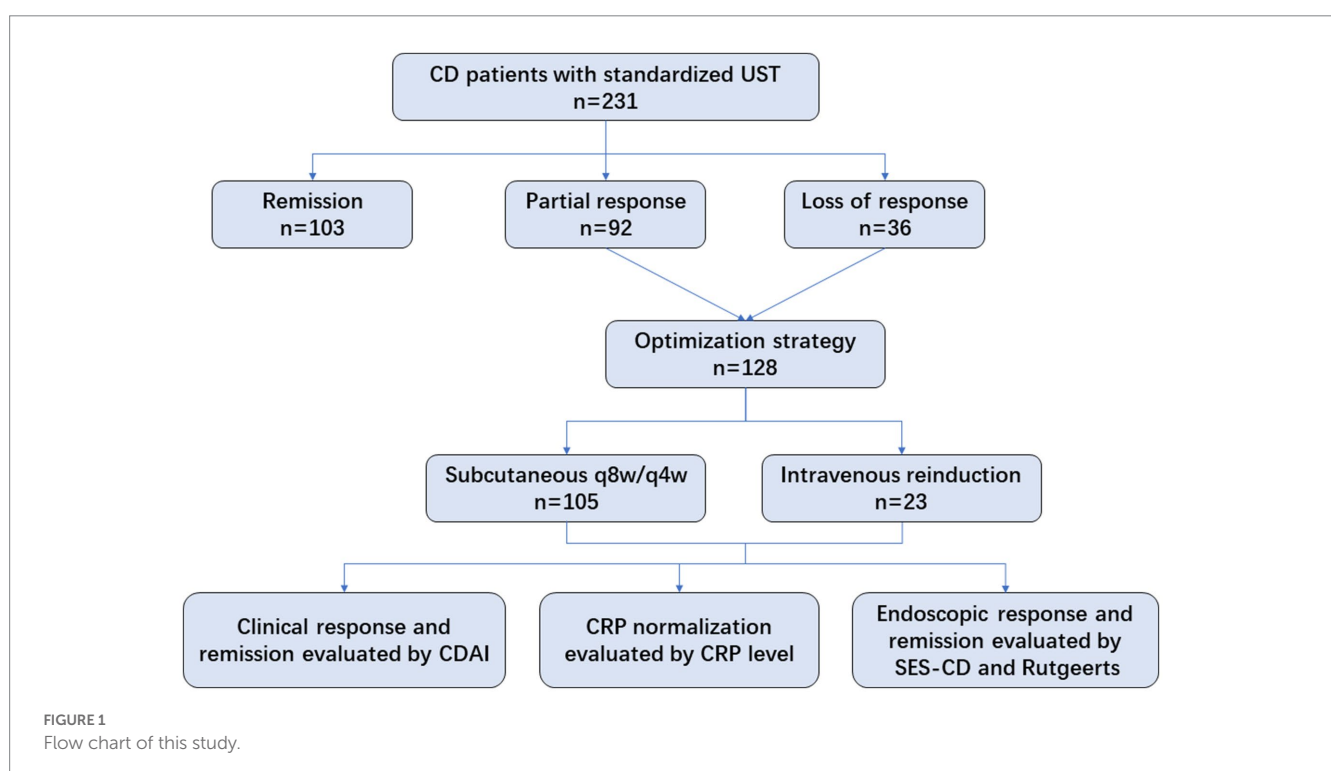 CD patients with standardized UST
n=231
Remission
n=103
Partial response
n=92
Loss of response
n=36
Optimization strategy
n=128
Subcutaneous q8w/q4w
n=105
Intravenous reinduction
n=23
Clinical response and
remission evaluated by CDAI
CRP normalization
evaluated by CRP level
Endoscopic response and
remission evaluated by
SES-CD and Rutgeerts
FIGURE 1
Flow chart of this study.